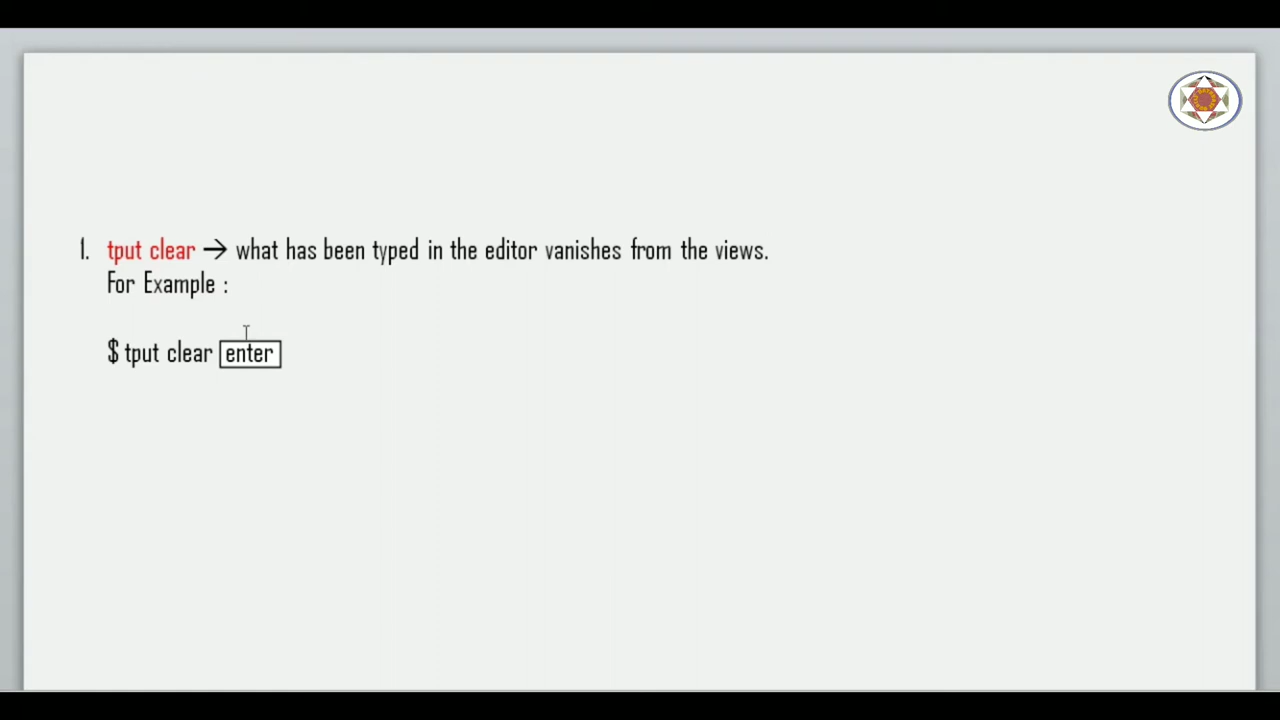 1. tput clear → what has been typed in the editor vanishes from the views.
For Example :
$ tput clear enter